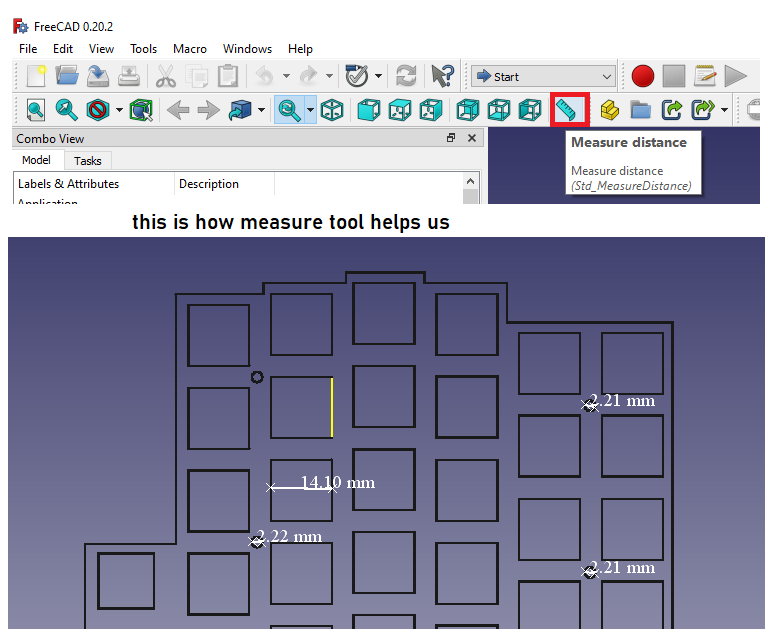 FreeCAD 0.20.2
File Edit View Tools Macro Windows Help
Start
Combo View
Measure distance
Model Tasks
Measure distance
Labels & Attributes Description
(Std_MeasureDistance)
Application
this is how measure tool helps us
2.21 mm
14.10 mm
2.22 mm
2.21 mm